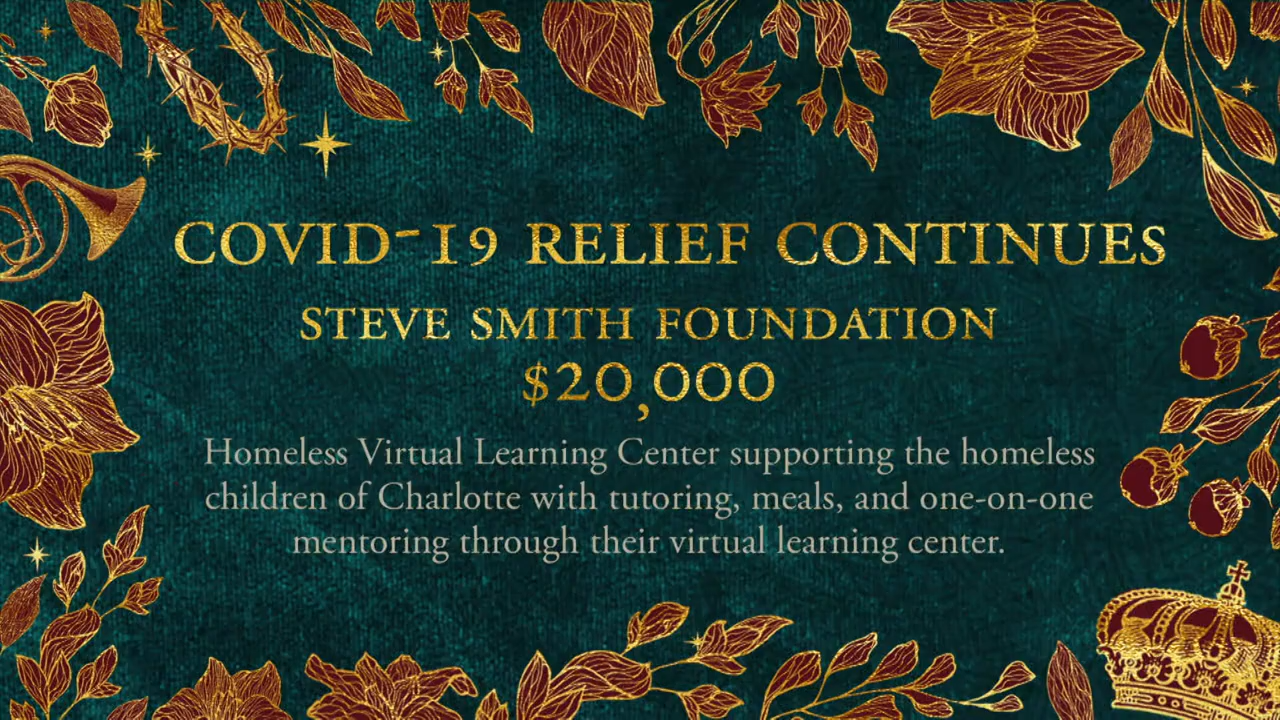 COVID-19 RELIEF CONTINUES
STEVE SMITH FOUNDATION
$20,000
Homeless Virtual Learning Center supporting the homeless
children of Charlotte with tutoring, meals, and one-on-one
mentoring through their virtual learning center.